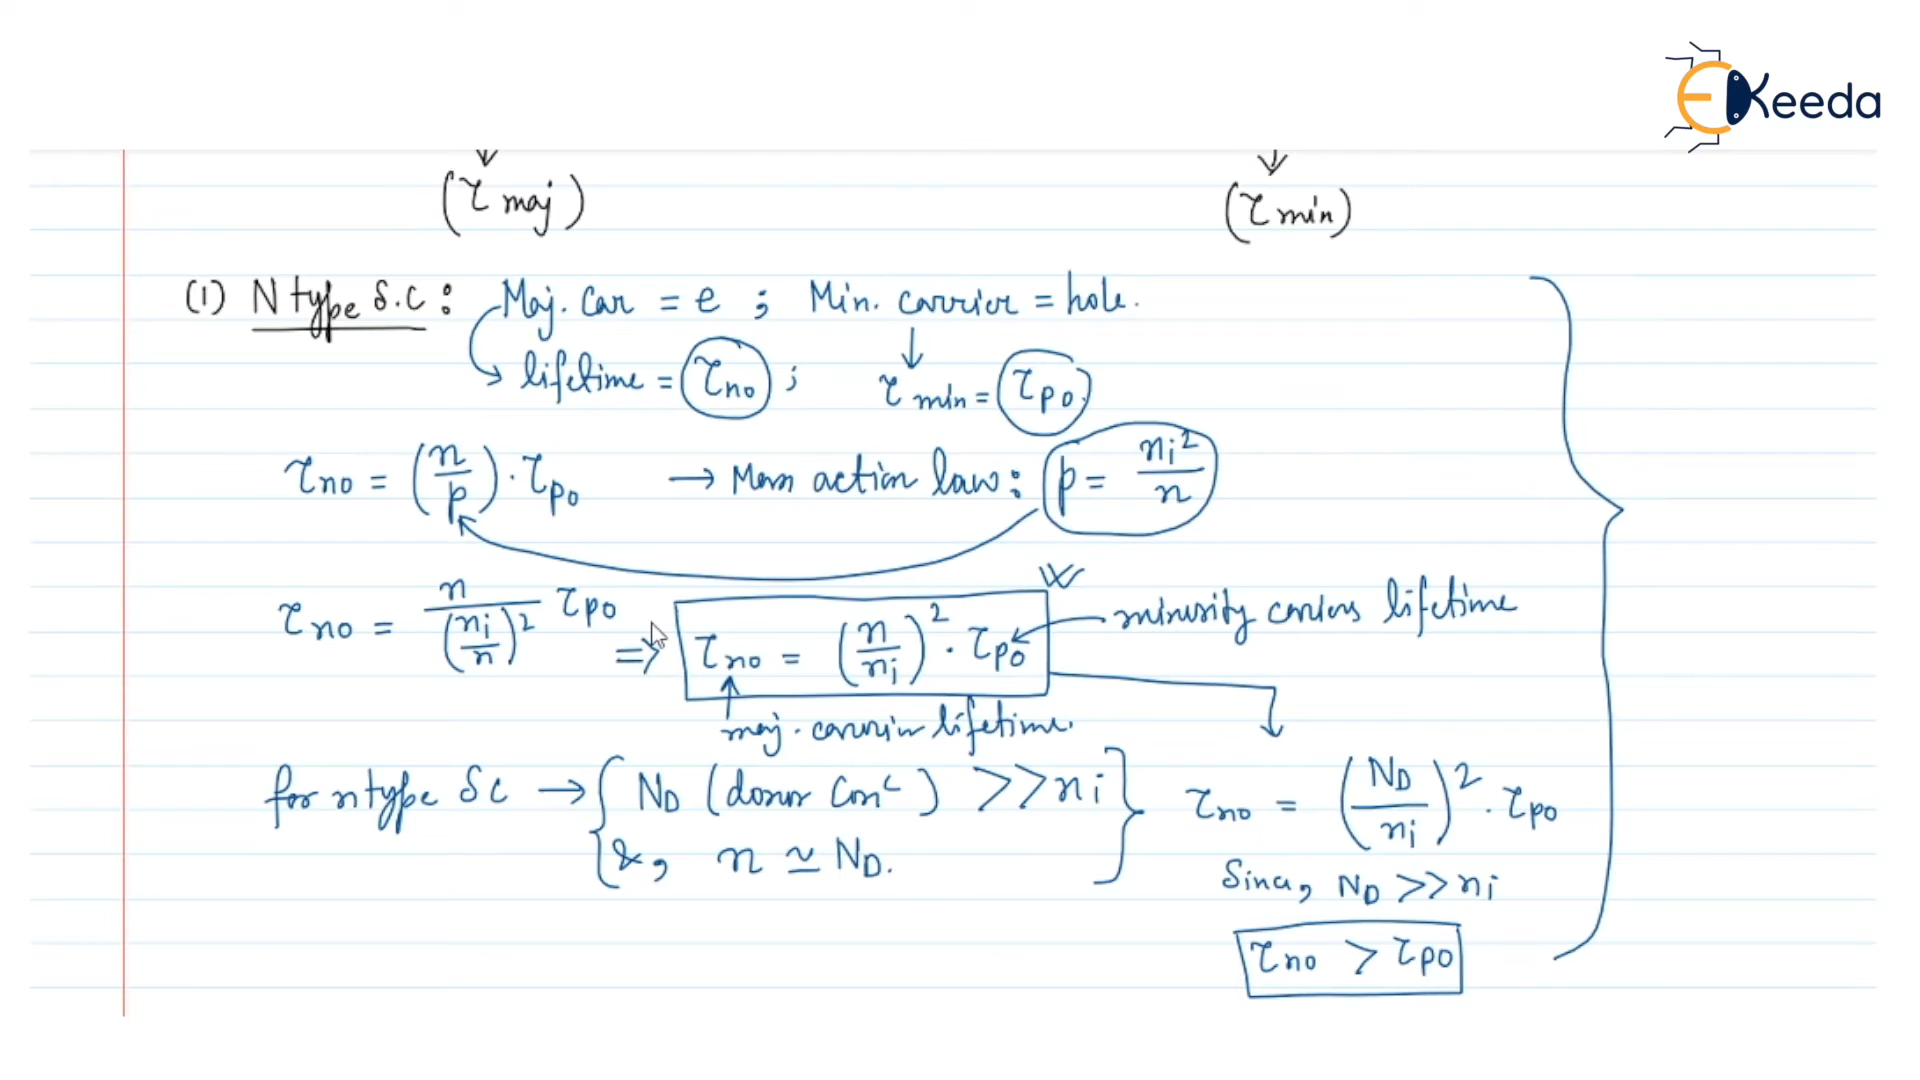 EKeeda
(τ maj) (τ min)
(1) N type S.C : Maj. Car = e ; Min. carrier = hole.
lifetime = τno ; τ min = τpo.
τno = (n/p) · τpo → Mass action law : p = ni²/n
τno = n/(ni/n)² τpo => τno = (n/ni)² · τpo minority carriers lifetime
maj. carrier lifetime.
for n type SC → { ND (donor Conc) >> ni } τno = (ND/ni)² · τpo
&, n ≃ ND.
Since, ND >> ni
τno > τpo